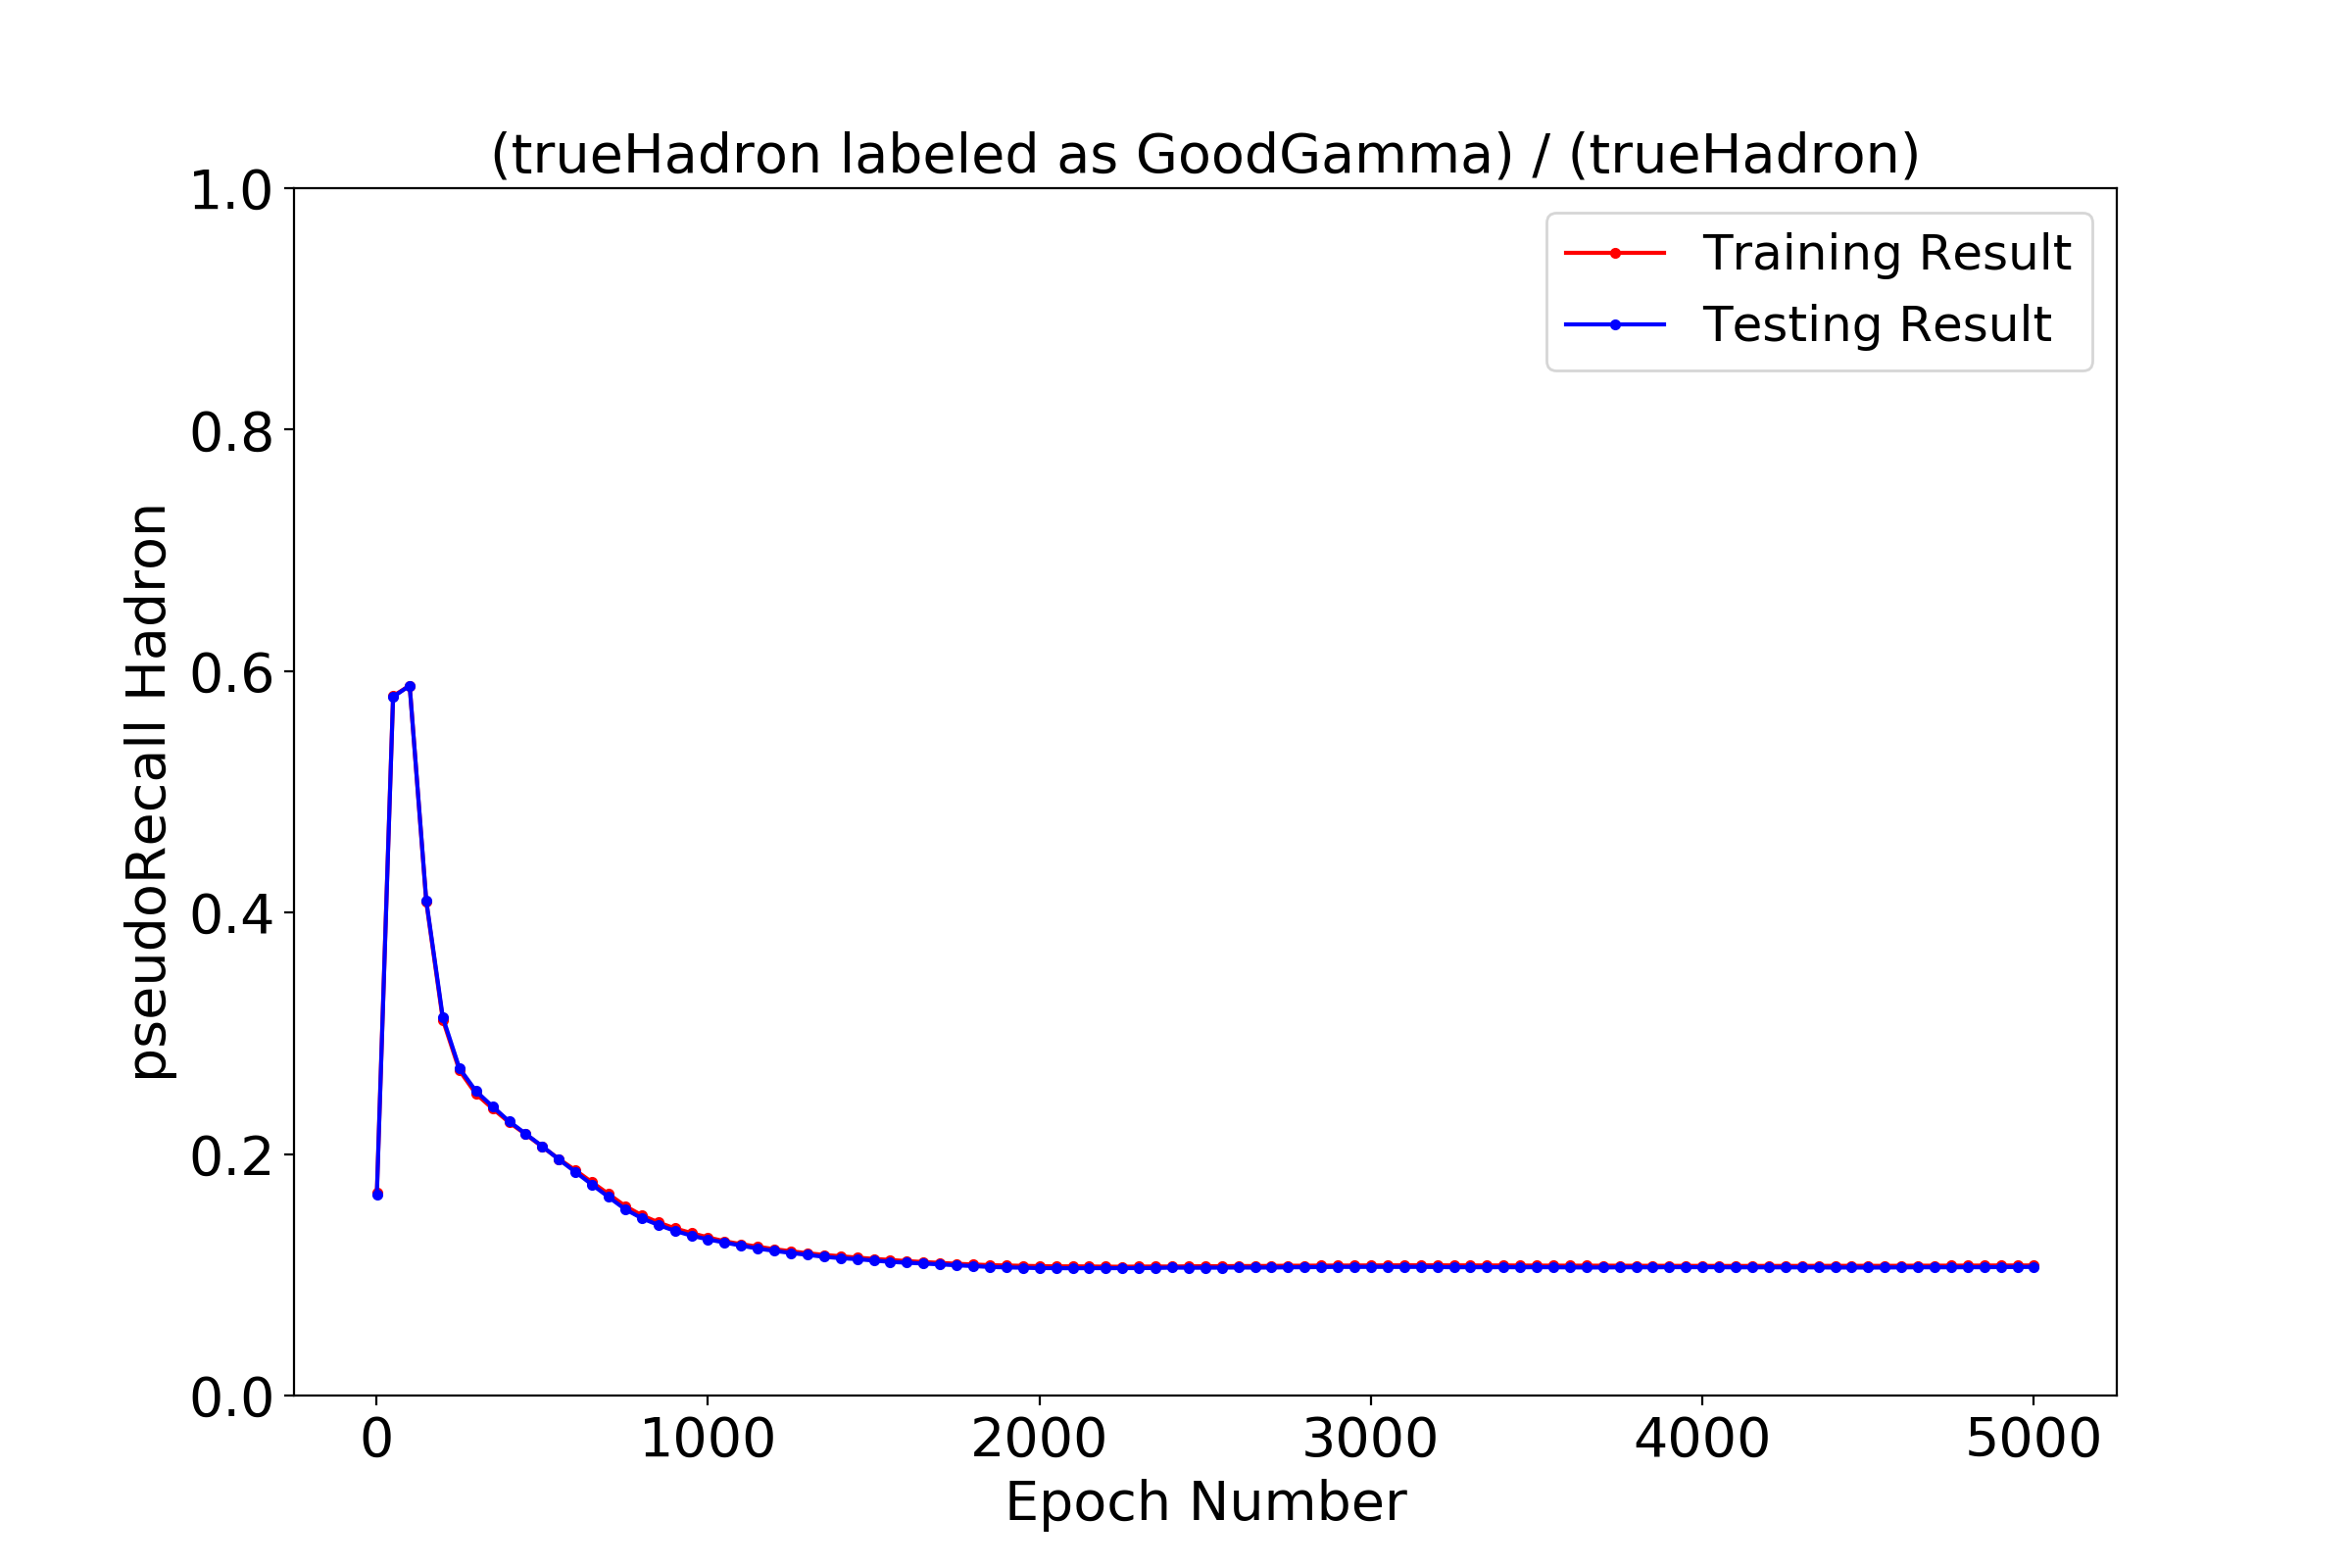 (trueHadron labeled as GoodGamma) / (trueHadron)
1.0
0.8
0.6
0.4
0.2
0.0
pseudoRecall Hadron
Training Result
Testing Result
0 1000 2000 3000 4000 5000
Epoch Number